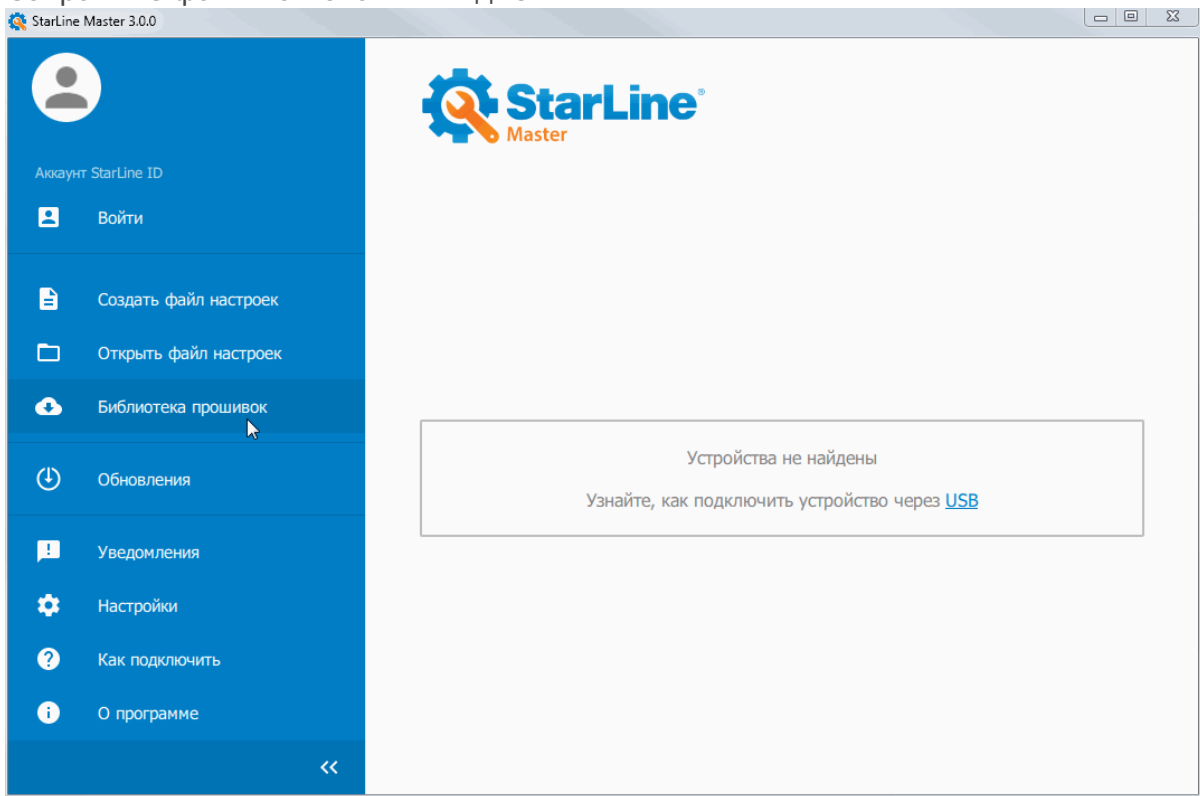 StarLine Master 3.0.0
Аккаунт StarLine ID
Войти
Создать файл настроек
Открыть файл настроек
Библиотека прошивок
Обновления
Уведомления
Настройки
Как подключить
О программе
StarLine®
Master
Устройства не найдены
Узнайте, как подключить устройство через USB